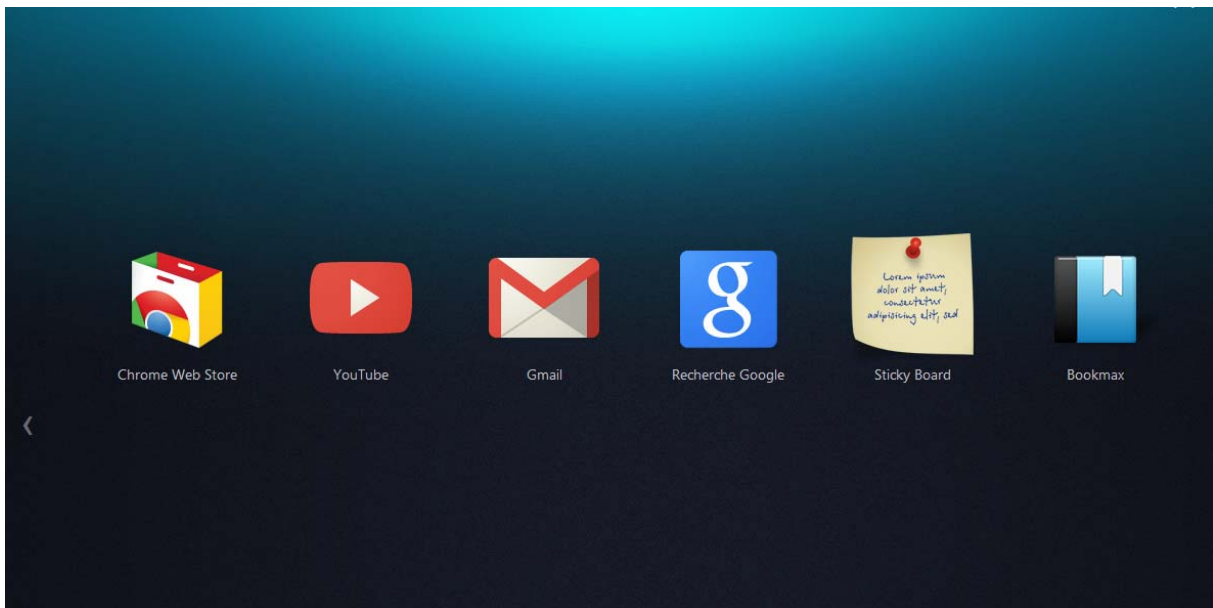 Lorem ipsum
dolor sit amet,
consectetur
adipisicing elit, sed
g
Chrome Web Store
YouTube
Gmail
Recherche Google
Sticky Board
Bookmax